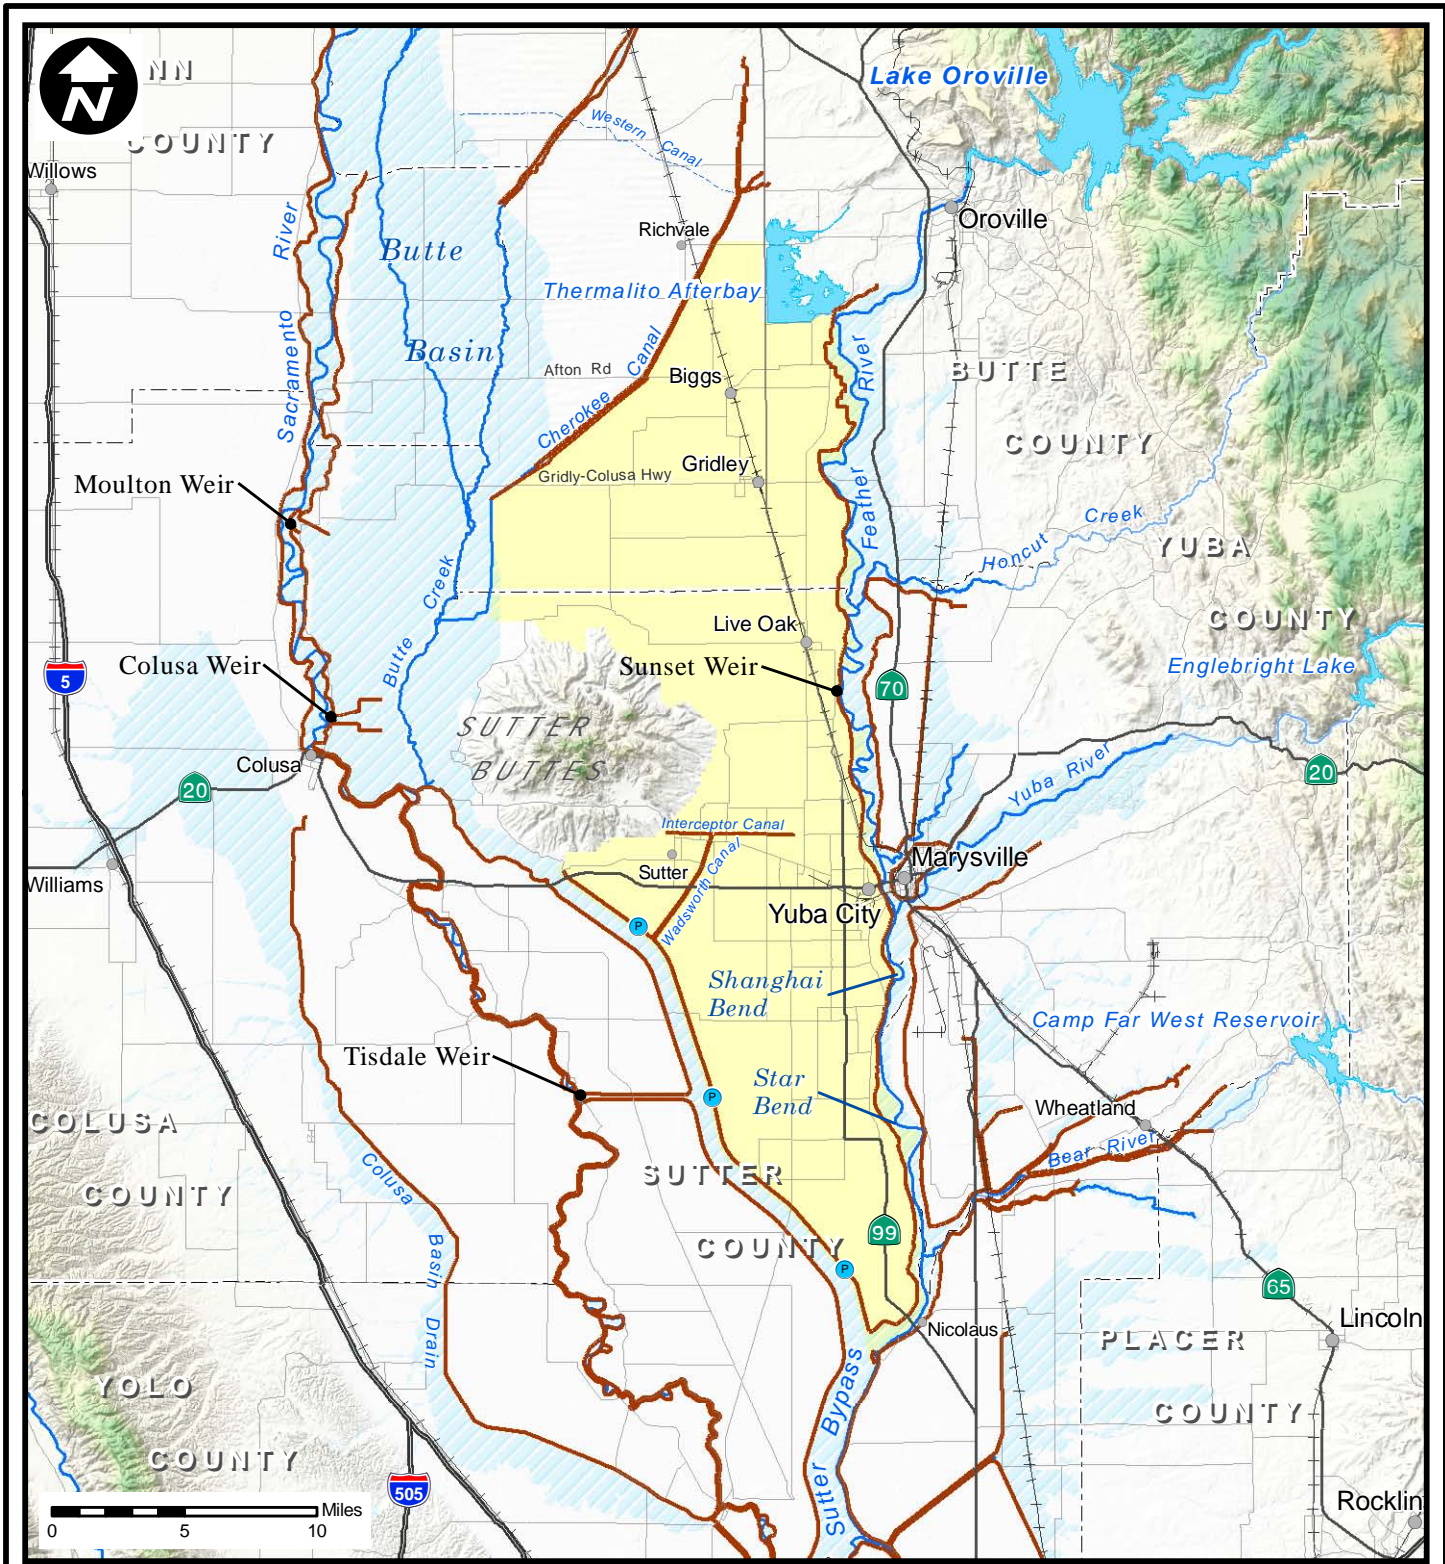 N
NN
COUNTY
Willows
Lake Oroville
Western Canal
Richvale
Oroville
Sacramento River
Butte
Basin
Thermalito Afterbay
Afton Rd
Cherokee Canal
Biggs
Gridley
Gridly-Colusa Hwy
Feather River
BUTTE
COUNTY
Moulton Weir
Honcut Creek
YUBA
COUNTY
Butte Creek
Live Oak
Colusa Weir
Sunset Weir
Englebright Lake
5
70
SUTTER
BUTTES
Colusa
20
Yuba River
20
Interceptor Canal
Wadsworth Canal
Sutter
Marysville
Williams
Yuba City
P
Shanghai
Bend
Camp Far West Reservoir
Tisdale Weir
Star
Bend
P
Wheatland
Bear River
COLUSA
COUNTY
Colusa Basin Drain
SUTTER
COUNTY
99
P
65
Nicolaus
Lincoln
PLACER
COUNTY
YOLO
COUNTY
Sutter Bypass
505
Rocklin
Miles
0 5 10